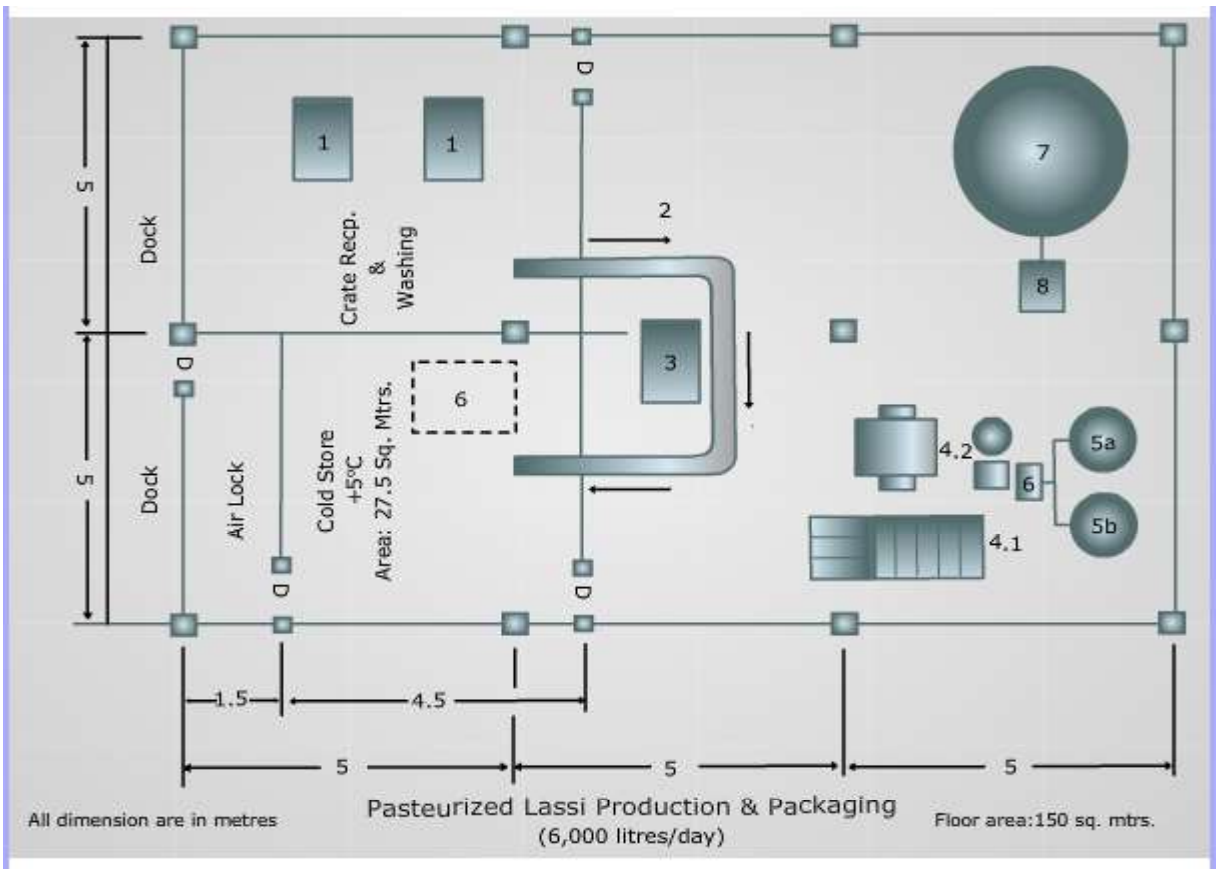 D
1
1
2
7
5
Dock
Crate Recp.
&
Washing
8
D
3
6
5
Dock
Air Lock
Cold Store
+5°C
Area: 27.5 Sq. Mtrs.
4.2
5a
6
5b
4.1
D
D
1.5
4.5
5
5
5
Pasteurized Lassi Production & Packaging
(6,000 litres/day)
All dimension are in metres
Floor area:150 sq. mtrs.